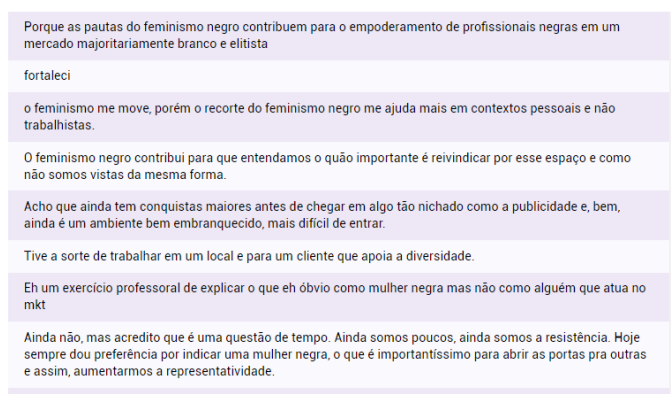 Porque as pautas do feminismo negro contribuem para o empoderamento de profissionais negras em um
mercado majoritariamente branco e elitista
fortaleci
o feminismo me move, porém o recorte do feminismo negro me ajuda mais em contextos pessoais e não
trabalhistas.
O feminismo negro contribui para que entendamos o quão importante é reivindicar por esse espaço e como
não somos vistas da mesma forma.
Acho que ainda tem conquistas maiores antes de chegar em algo tão nichado como a publicidade e, bem,
ainda é um ambiente bem embranquecido, mais difícil de entrar.
Tive a sorte de trabalhar em um local e para um cliente que apoia a diversidade.
Eh um exercício professoral de explicar o que eh óbvio como mulher negra mas não como alguém que atua no
mkt
Ainda não, mas acredito que é uma questão de tempo. Ainda somos poucos, ainda somos a resistência. Hoje
sempre dou preferência por indicar uma mulher negra, o que é importantíssimo para abrir as portas pra outras
e assim, aumentarmos a representatividade.